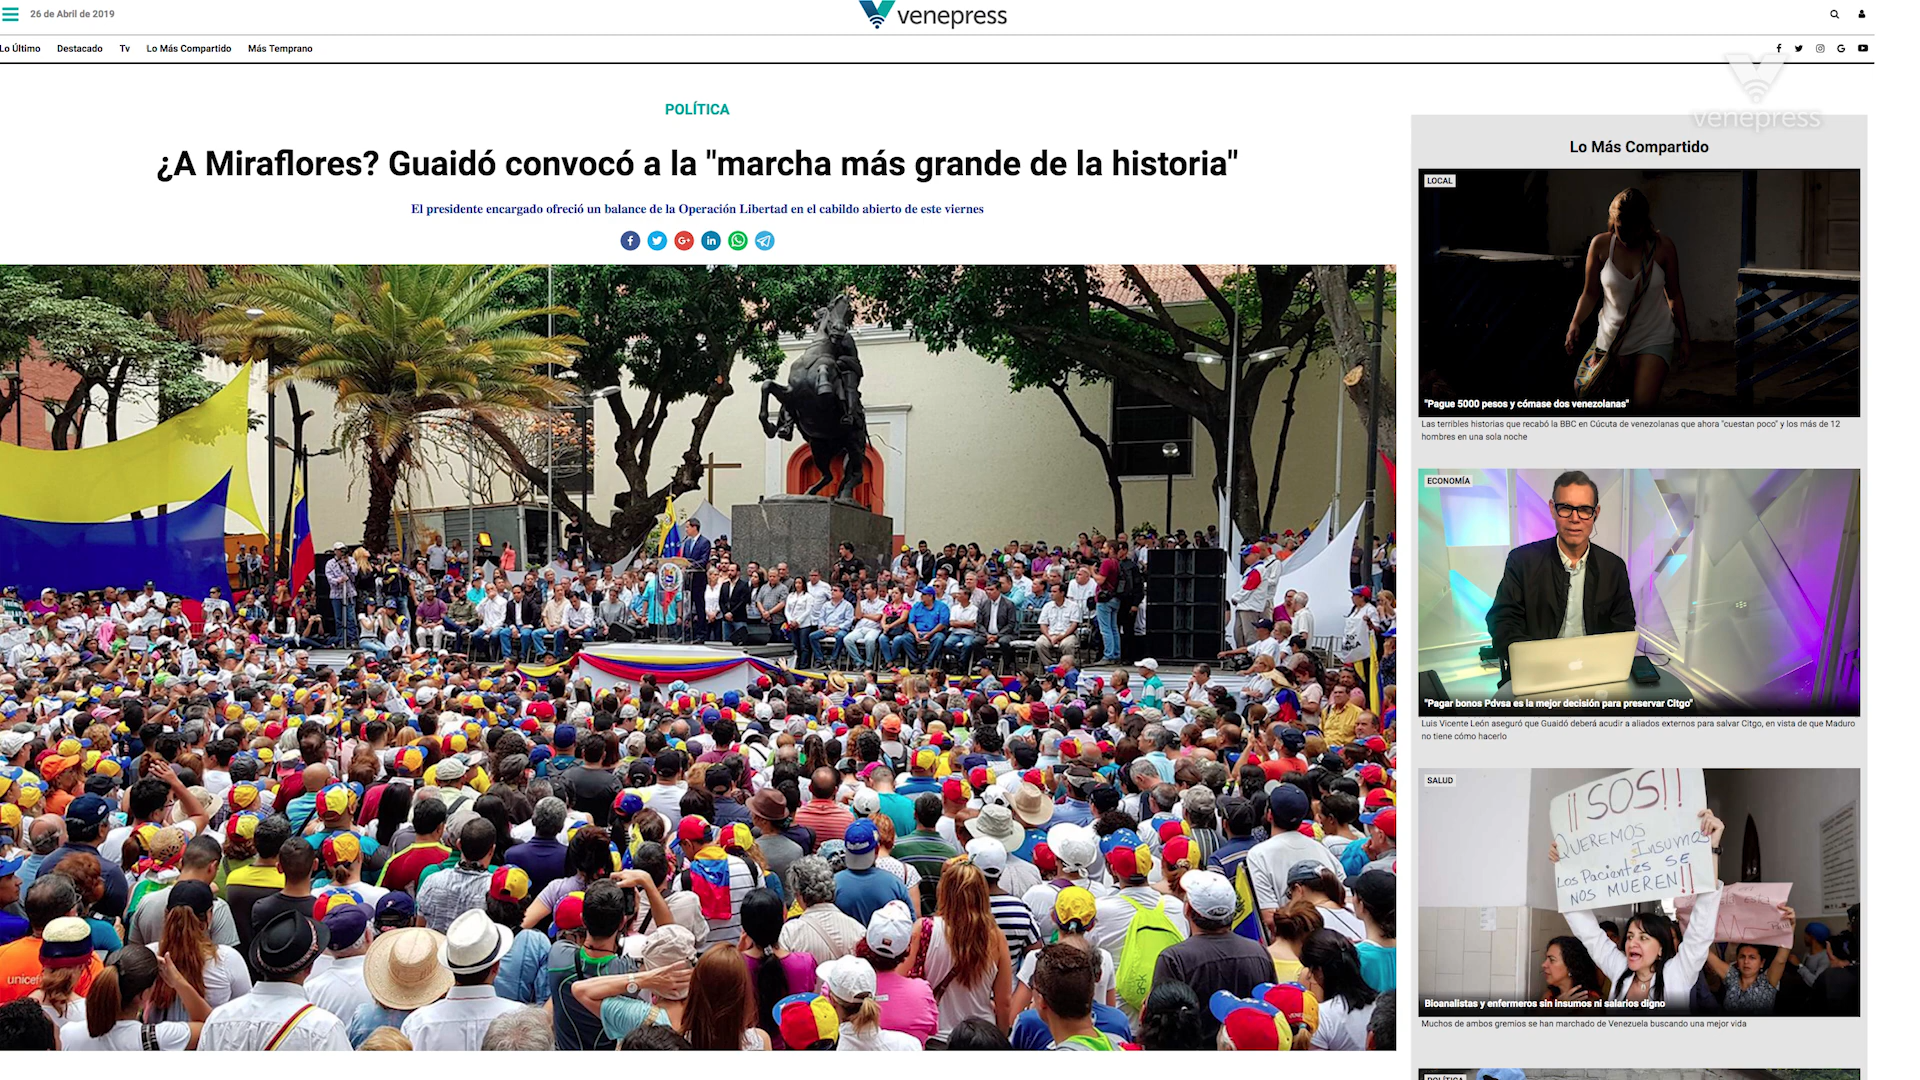 26 de Abril de 2019
venepress
Lo Último
Destacado
Tv
Lo Más Compartido
Más Temprano
venepress
POLÍTICA
¿A Miraflores? Guaidó convocó a la "marcha más grande de la historia"
El presidente encargado ofreció un balance de la Operación Libertad en el cabildo abierto de este viernes
unicef
Lo Más Compartido
LOCAL
"Pague 5000 pesos y cómase dos venezolanas"
Las terribles historias que recabó la BBC en Cúcuta de venezolanas que ahora "cuestan poco" y los más de 12
hombres en una sola noche
ECONOMÍA
"Pagar bonos Pdvsa es la mejor decisión para preservar Citgo"
Luis Vicente León aseguró que Guaidó deberá acudir a aliados externos para salvar Citgo, en vista de que Maduro
no tiene cómo hacerlo
SALUD
¡¡SOS!!
QUEREMOS
Insumos
Los Pacientes SE
NOS MUEREN!!
Bioanalistas y enfermeros sin insumos ni salarios digno
Muchos de ambos gremios se han marchado de Venezuela buscando una mejor vida
POLÍTICA